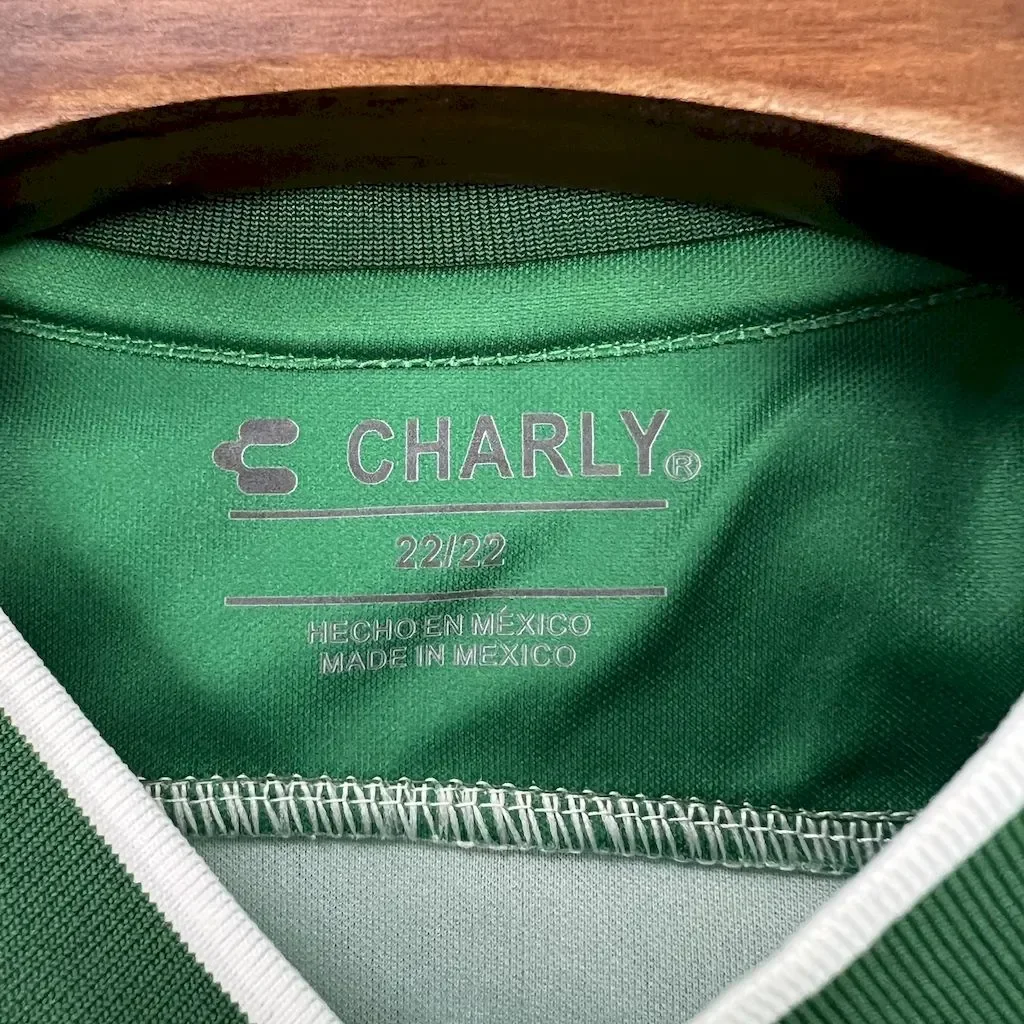 CHARLY®
22/22
HECHO EN MÉXICO
MADE IN MEXICO